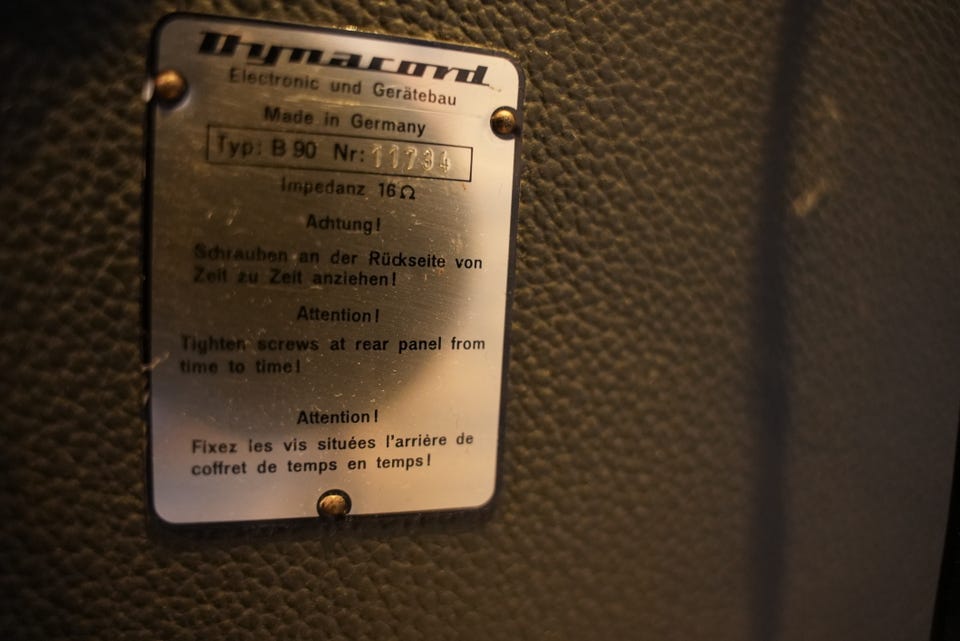 Dynacord
Electronic und Gerätebau
Made in Germany
Typ: B 90 Nr: 11734
Impedanz 16 Ω
Achtung!
Schrauben an der Rückseite von
Zeit zu Zeit anziehen!
Attention!
Tighten screws at rear panel from
time to time!
Attention!
Fixez les vis situées l'arrière de
coffret de temps en temps!